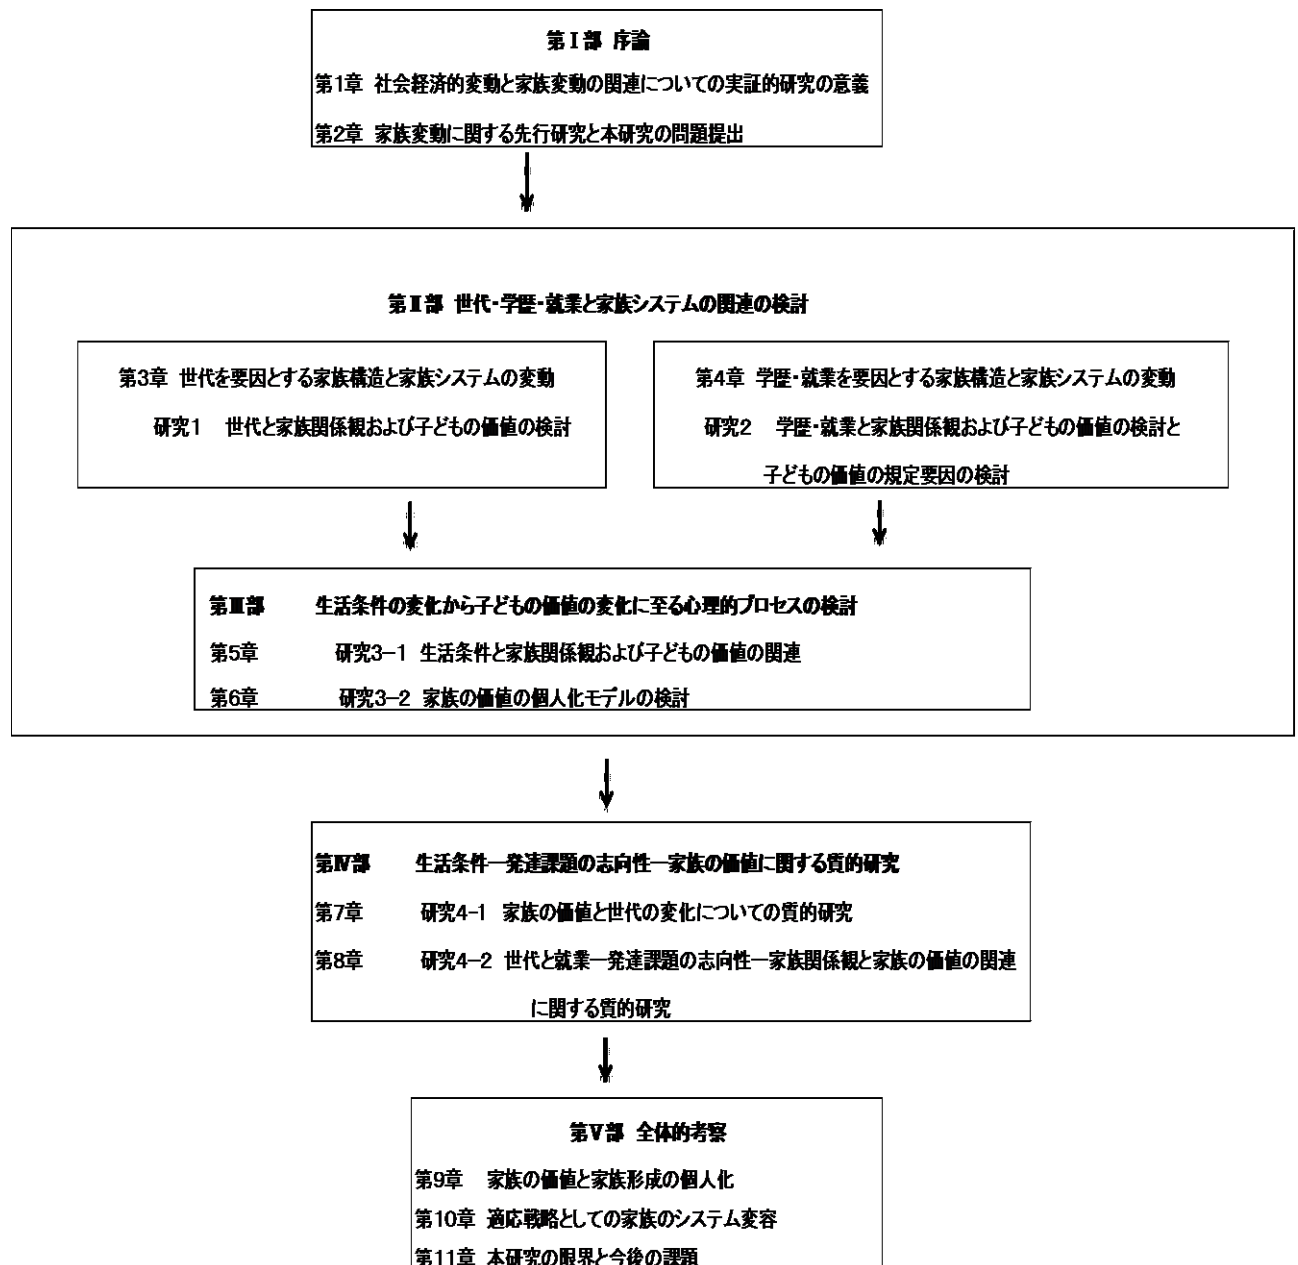 第Ⅰ部 序論
第1章 社会経済的変動と家族変動の関連についての実証的研究の意義
第2章 家族変動に関する先行研究と本研究の問題提出
第Ⅱ部 世代・学歴・就業と家族システムの関連の検討
第3章 世代を要因とする家族構造と家族システムの変動
研究1 世代と家族関係観および子どもの価値の検討
第4章 学歴・就業を要因とする家族構造と家族システムの変動
研究2 学歴・就業と家族関係観および子どもの価値の検討と
子どもの価値の規定要因の検討
第Ⅲ部 生活条件の変化から子どもの価値の変化に至る心理的プロセスの検討
第5章 研究3-1 生活条件と家族関係観および子どもの価値の関連
第6章 研究3-2 家族の価値の個人化モデルの検討
第Ⅳ部 生活条件―発達課題の志向性―家族の価値に関する質的研究
第7章 研究4-1 家族の価値と世代の変化についての質的研究
第8章 研究4-2 世代と就業―発達課題の志向性―家族関係観と家族の価値の関連
に関する質的研究
第Ⅴ部 全体的考察
第9章 家族の価値と家族形成の個人化
第10章 適応戦略としての家族のシステム変容
第11章 本研究の限界と今後の課題